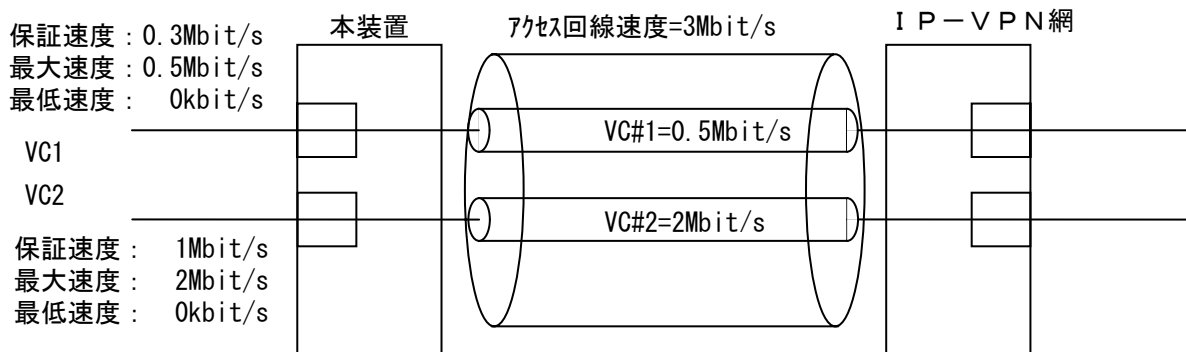 保証速度：0.3Mbit/s
最大速度：0.5Mbit/s
最低速度：　0kbit/s
本装置
ｱｸｾｽ回線速度=3Mbit/s
ＩＰ－ＶＰＮ網
VC#1=0.5Mbit/s
VC1
VC2
VC#2=2Mbit/s
保証速度：　1Mbit/s
最大速度：　2Mbit/s
最低速度：　0kbit/s